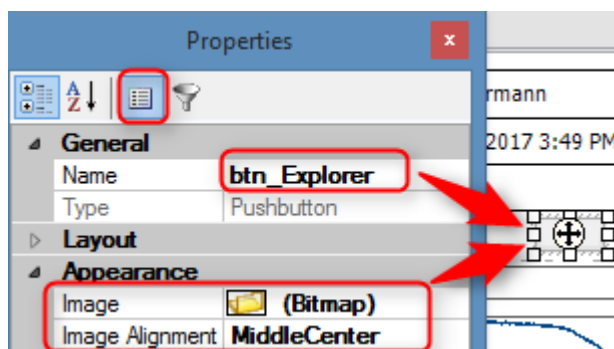 Properties
x
A
Z
rmann
General
2017 3:49 PM
Name btn_Explorer
Type Pushbutton
Layout
Appearance
Image (Bitmap)
Image Alignment MiddleCenter